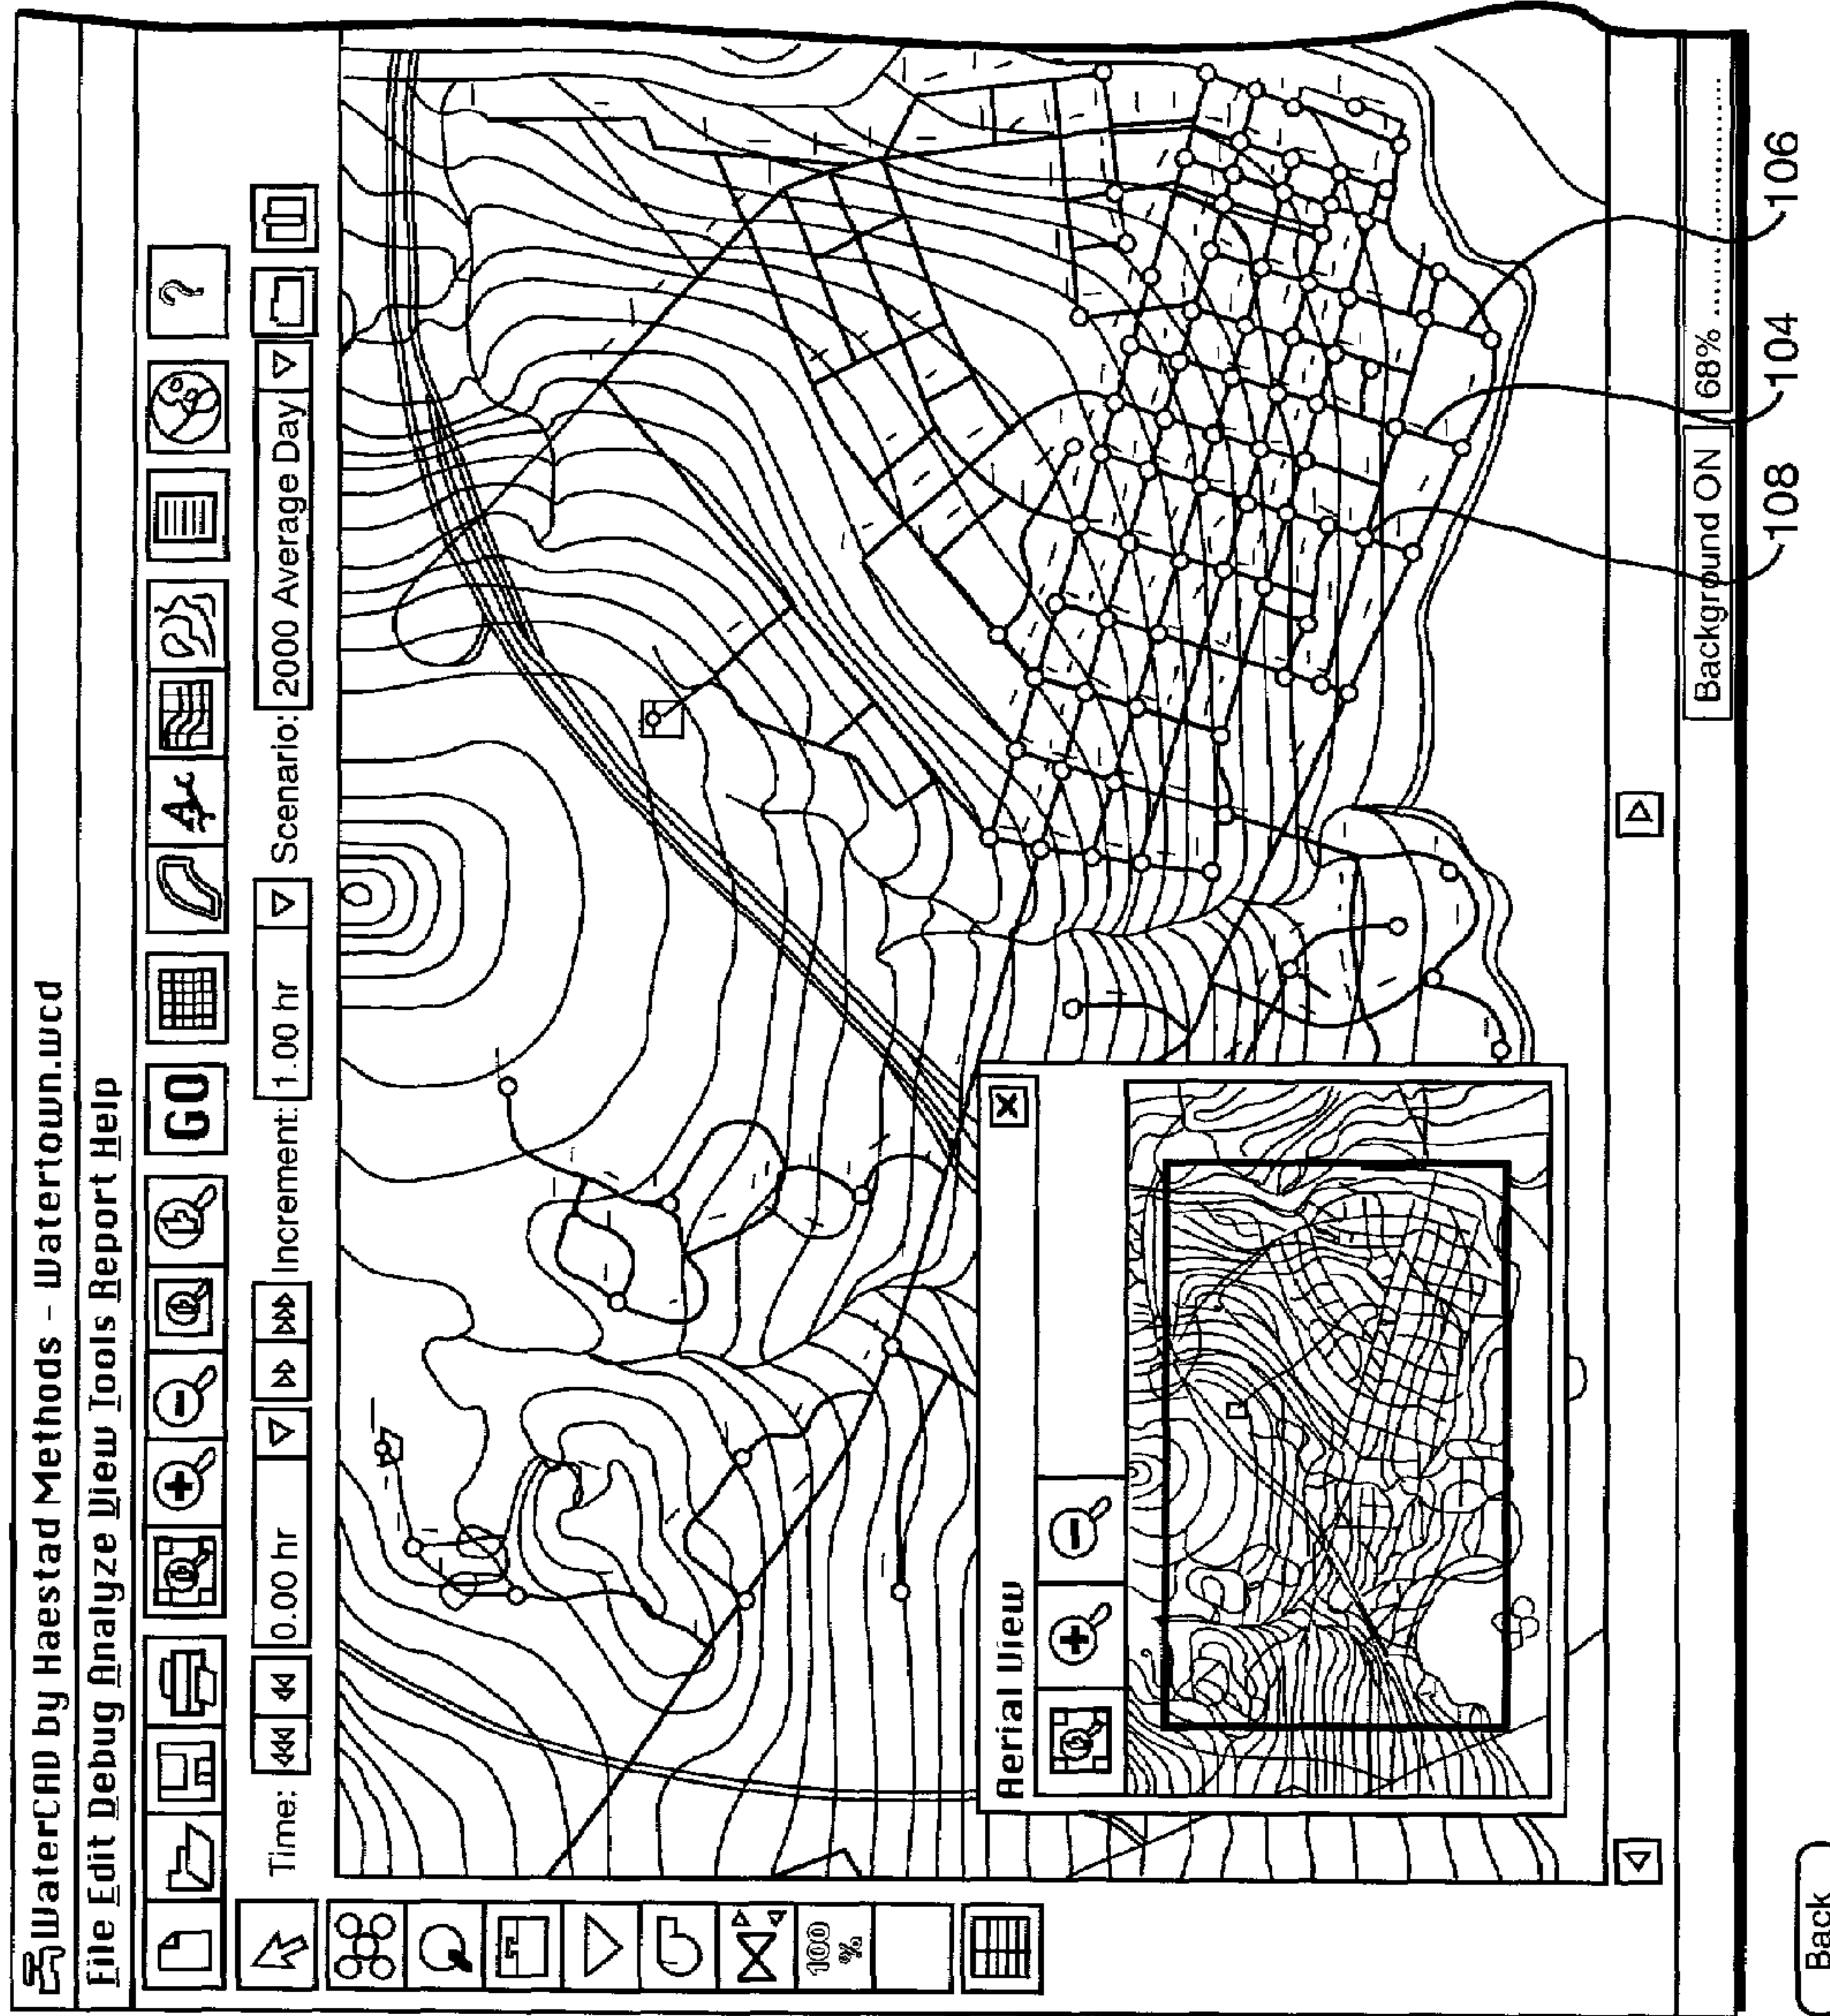 WaterCAD by Haestad Methods - Watertown.wcd
File Edit Debug Analyze View Tools Report Help
GO
?
Time: 0.00 hr Increment: 1.00 hr Scenario: 2000 Average Day
100
%
Aerial View
Background ON 68%
108 104 106
Back